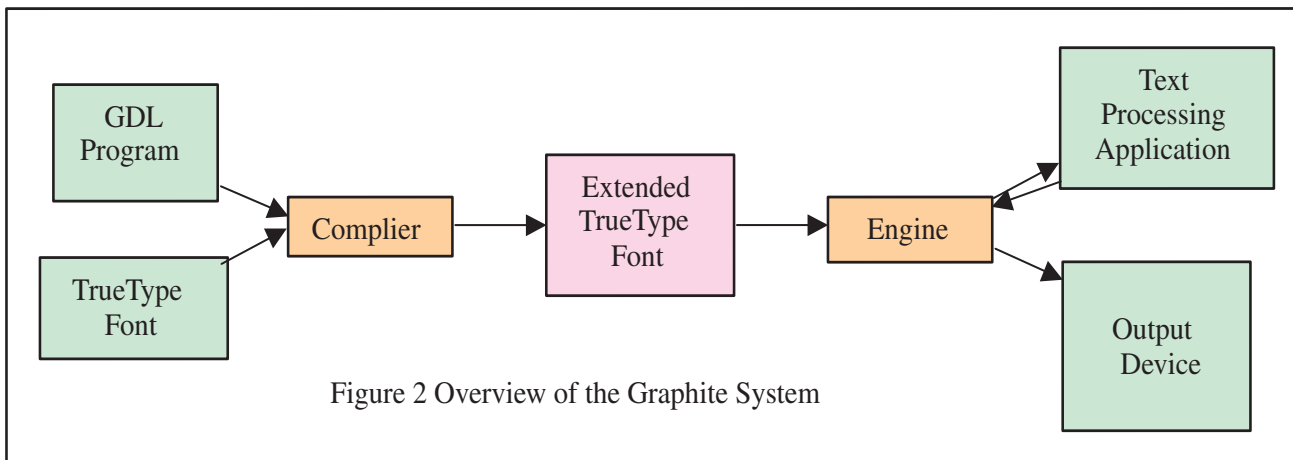 GDL
Program
TrueType
Font
Complier
Extended
TrueType
Font
Engine
Text
Processing
Application
Output
Device
Figure 2 Overview of the Graphite System